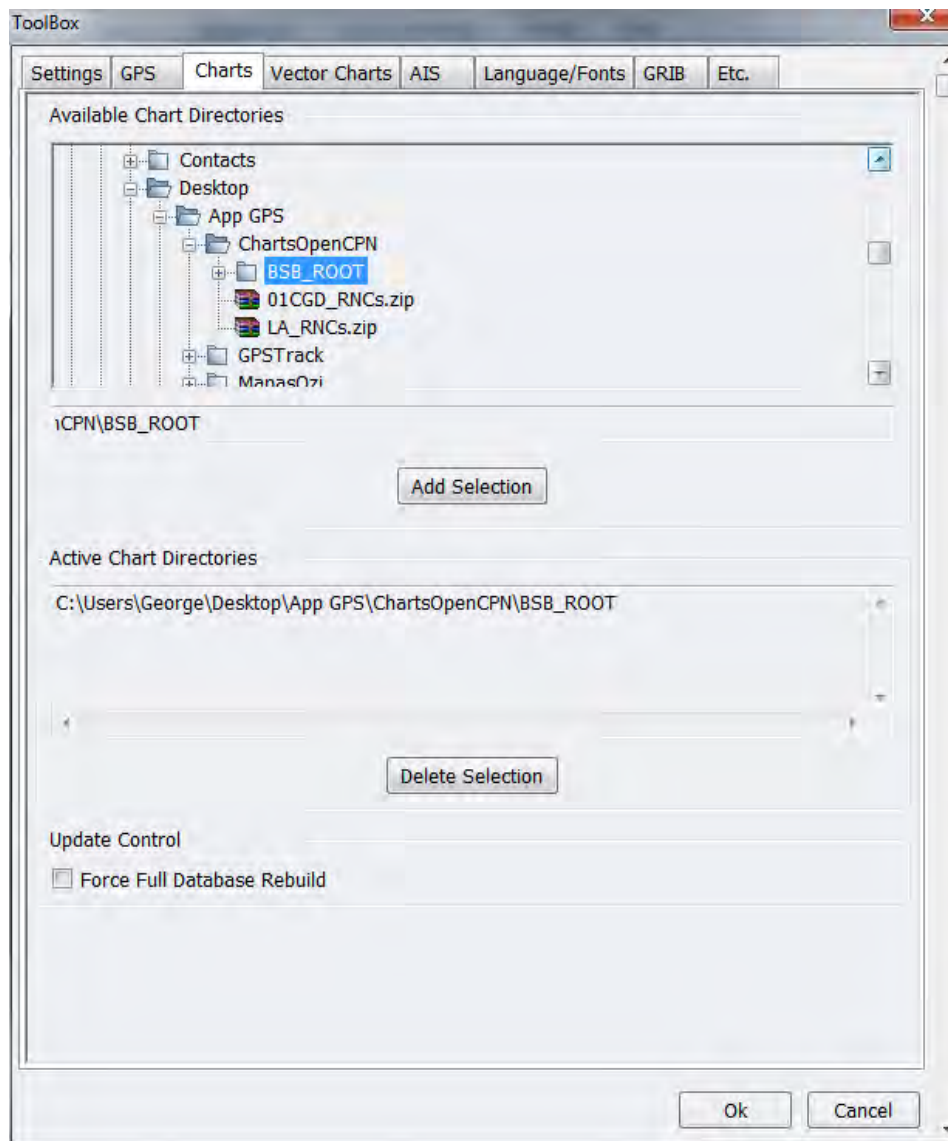 ToolBox
Settings GPS Charts Vector Charts AIS Language/Fonts GRIB Etc.
Available Chart Directories
Contacts
Desktop
App GPS
ChartsOpenCPN
BSB_ROOT
01CGD_RNCs.zip
LA_RNCs.zip
GPSTrack
MapasOzi
CPN\BSB_ROOT
Add Selection
Active Chart Directories
C:\Users\George\Desktop\App GPS\ChartsOpenCPN\BSB_ROOT
Delete Selection
Update Control
Force Full Database Rebuild
Ok Cancel